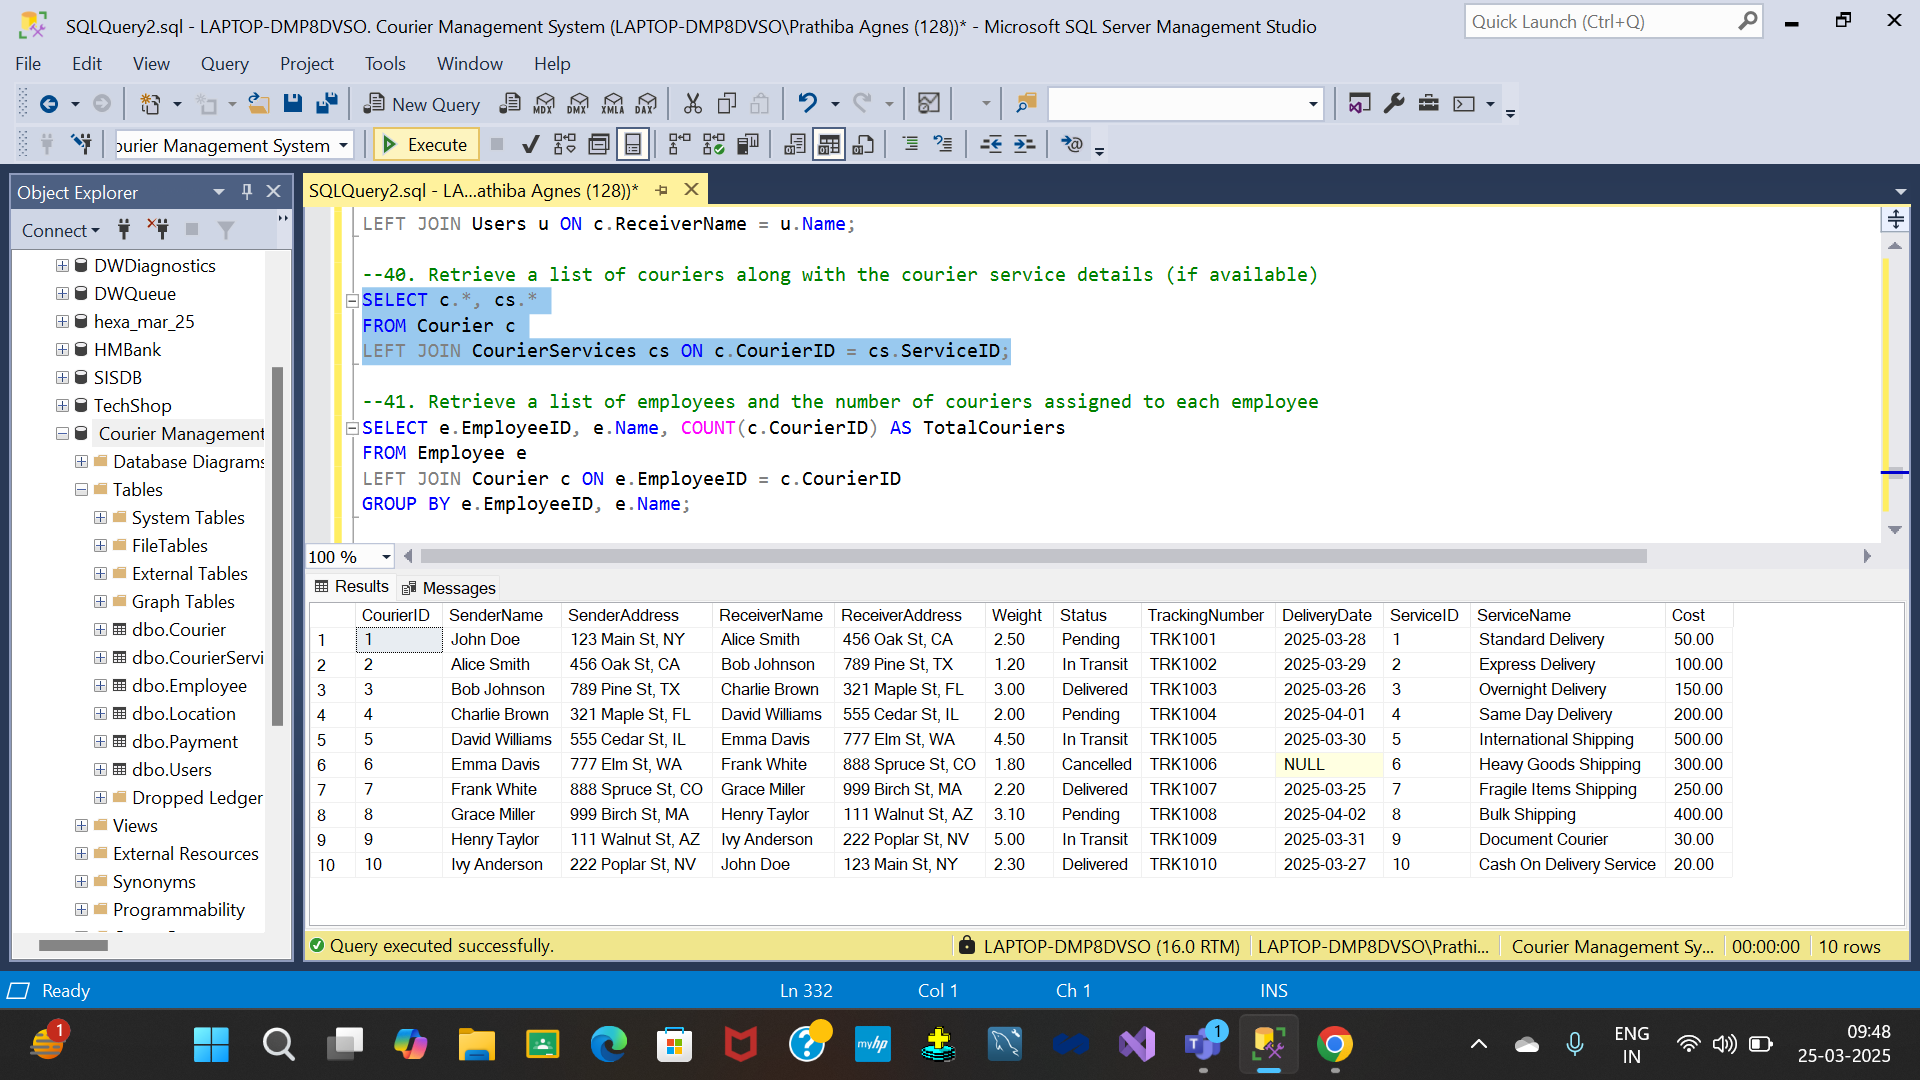 SQLQuery2.sql - LAPTOP-DMP8DVSO. Courier Management System (LAPTOP-DMP8DVSO\Prathiba Agnes (128))* - Microsoft SQL Server Management Studio
Quick Launch (Ctrl+Q)
File Edit View Query Project Tools Window Help
New Query MDX DMX XMLA DAX
ourier Management System Execute
Object Explorer
SQLQuery2.sql - LA...athiba Agnes (128))*
Connect
DWDiagnostics
DWQueue
hexa_mar_25
HMBank
SISDB
TechShop
Courier Management
Database Diagrams
Tables
System Tables
FileTables
External Tables
Graph Tables
dbo.Courier
dbo.CourierServi
dbo.Employee
dbo.Location
dbo.Payment
dbo.Users
Dropped Ledger
Views
External Resources
Synonyms
Programmability
LEFT JOIN Users u ON c.ReceiverName = u.Name;
--40. Retrieve a list of couriers along with the courier service details (if available)
SELECT c.*, cs.*
FROM Courier c
LEFT JOIN CourierServices cs ON c.CourierID = cs.ServiceID;
--41. Retrieve a list of employees and the number of couriers assigned to each employee
SELECT e.EmployeeID, e.Name, COUNT(c.CourierID) AS TotalCouriers
FROM Employee e
LEFT JOIN Courier c ON e.EmployeeID = c.CourierID
GROUP BY e.EmployeeID, e.Name;
100 %
Results Messages
CourierID SenderName SenderAddress ReceiverName ReceiverAddress Weight Status TrackingNumber DeliveryDate ServiceID ServiceName Cost
1 1 John Doe 123 Main St, NY Alice Smith 456 Oak St, CA 2.50 Pending TRK1001 2025-03-28 1 Standard Delivery 50.00
2 2 Alice Smith 456 Oak St, CA Bob Johnson 789 Pine St, TX 1.20 In Transit TRK1002 2025-03-29 2 Express Delivery 100.00
3 3 Bob Johnson 789 Pine St, TX Charlie Brown 321 Maple St, FL 3.00 Delivered TRK1003 2025-03-26 3 Overnight Delivery 150.00
4 4 Charlie Brown 321 Maple St, FL David Williams 555 Cedar St, IL 2.00 Pending TRK1004 2025-04-01 4 Same Day Delivery 200.00
5 5 David Williams 555 Cedar St, IL Emma Davis 777 Elm St, WA 4.50 In Transit TRK1005 2025-03-30 5 International Shipping 500.00
6 6 Emma Davis 777 Elm St, WA Frank White 888 Spruce St, CO 1.80 Cancelled TRK1006 NULL 6 Heavy Goods Shipping 300.00
7 7 Frank White 888 Spruce St, CO Grace Miller 999 Birch St, MA 2.20 Delivered TRK1007 2025-03-25 7 Fragile Items Shipping 250.00
8 8 Grace Miller 999 Birch St, MA Henry Taylor 111 Walnut St, AZ 3.10 Pending TRK1008 2025-04-02 8 Bulk Shipping 400.00
9 9 Henry Taylor 111 Walnut St, AZ Ivy Anderson 222 Poplar St, NV 5.00 In Transit TRK1009 2025-03-31 9 Document Courier 30.00
10 10 Ivy Anderson 222 Poplar St, NV John Doe 123 Main St, NY 2.30 Delivered TRK1010 2025-03-27 10 Cash On Delivery Service 20.00
Query executed successfully. LAPTOP-DMP8DVSO (16.0 RTM) LAPTOP-DMP8DVSO\Prathi... Courier Management Sy... 00:00:00 10 rows
Ready Ln 332 Col 1 Ch 1 INS
1 myhp 1 ENG 09:48
IN 25-03-2025